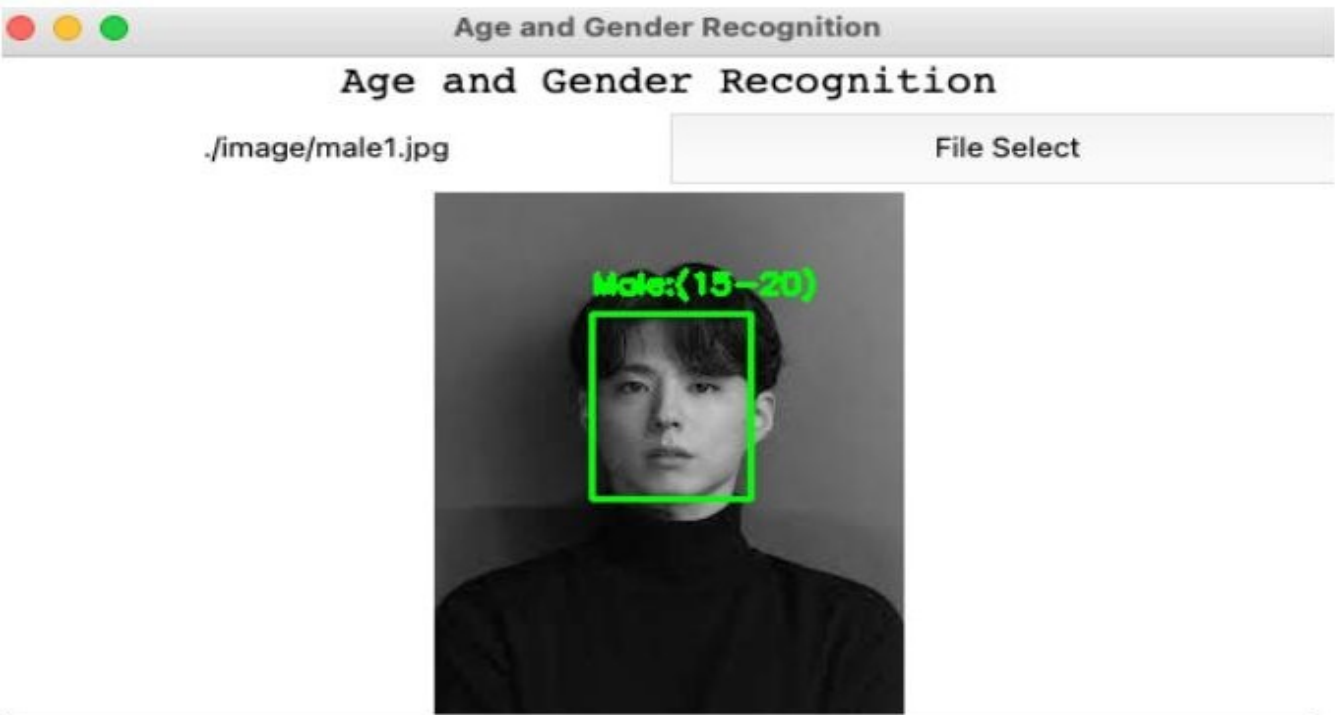 Age and Gender Recognition
Age and Gender Recognition
./image/male1.jpg
File Select
Male:(15-20)